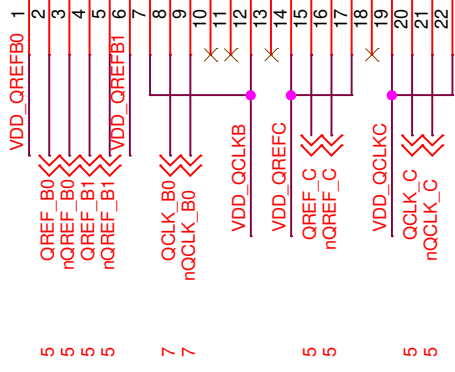 1
2
3
4
5
6
7
8
9
10
11
12
13
14
15
16
17
18
19
20
21
22
VDD_QREFB0
QREF_B0
nQREF_B0
QREF_B1
nQREF_B1
VDD_QREFB1
QCLK_B0
nQCLK_B0
VDD_QCLKB
VDD_QREFC
QREF_C
nQREF_C
VDD_QCLKC
QCLK_C
nQCLK_C
5
5
5
5
7
7
5
5
5
5